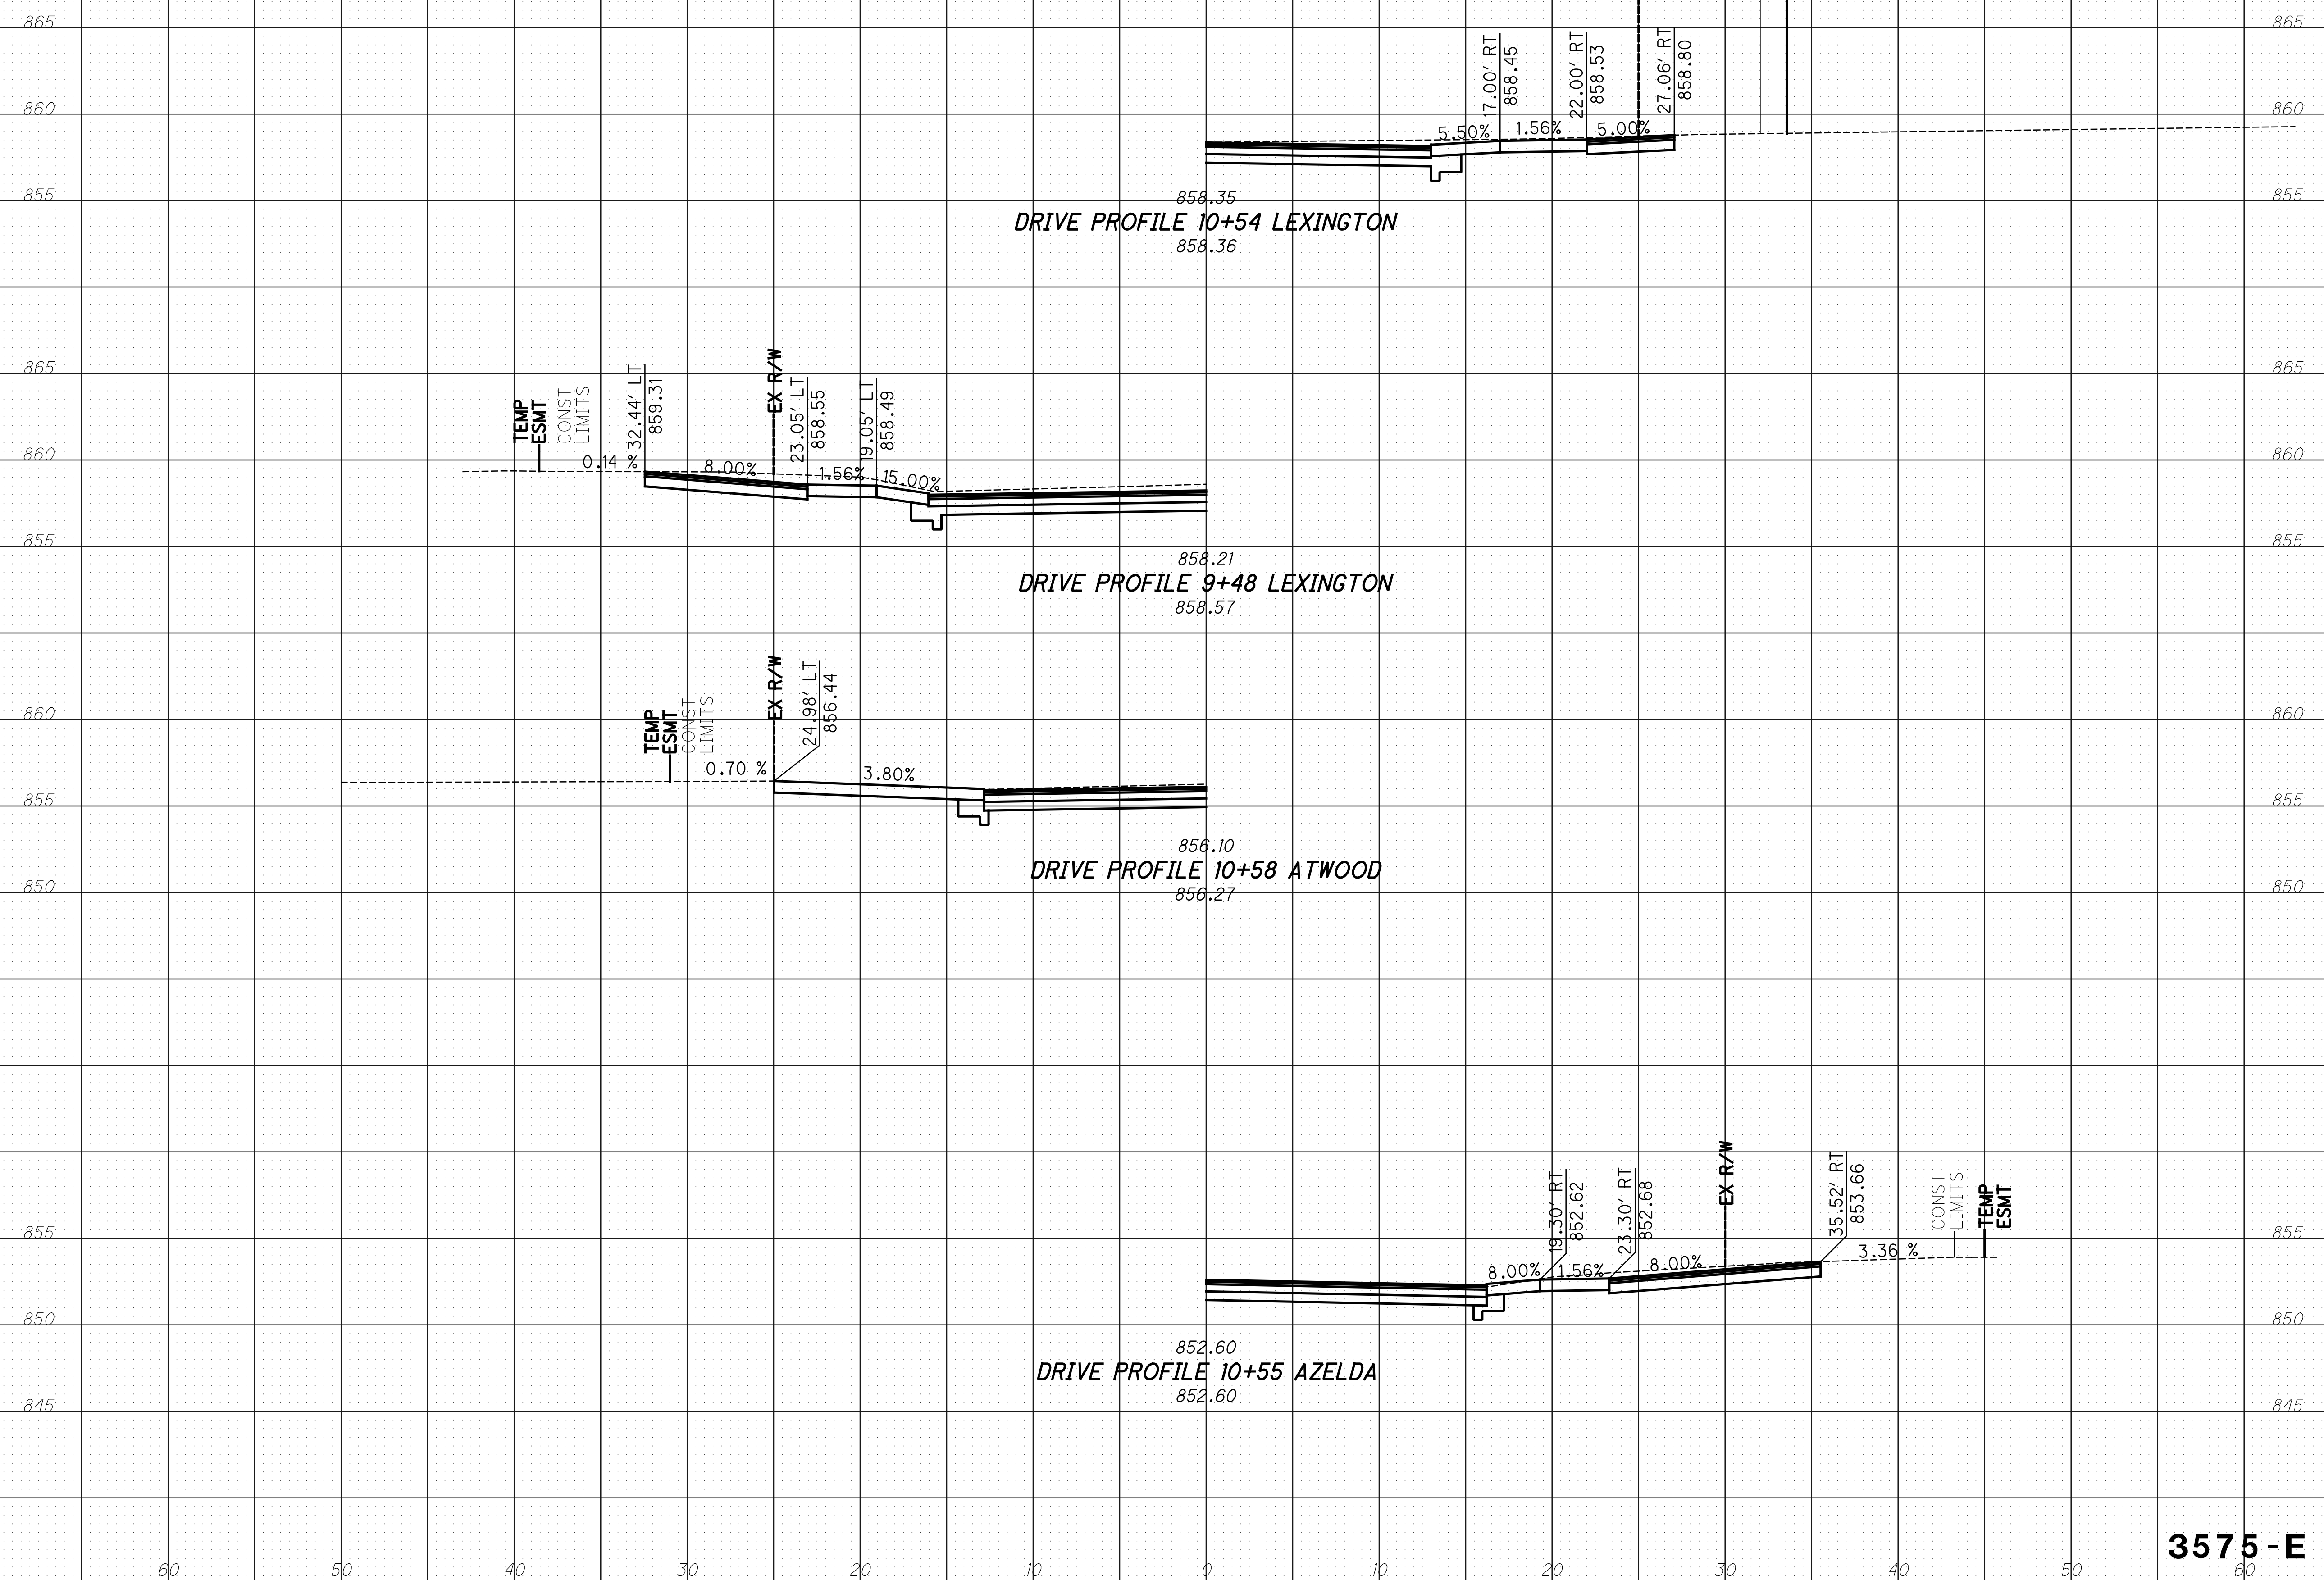 865 865
17.00' RT
858.45
22.00' RT
858.53
27.06' RT
858.80
860 860
5.50% 1.56% 5.00%
855 855
858.35
DRIVE PROFILE 10+54 LEXINGTON
858.36
865 865
TEMP
ESMT
CONST
LIMITS
32.44' LT
859.31
EX R/W
23.05' LT
858.55
19.05' LT
858.49
860 860
0.14 % 8.00% 1.56% 15.00%
855 855
858.21
DRIVE PROFILE 9+48 LEXINGTON
858.57
TEMP
ESMT
CONST
LIMITS
EX R/W
24.98' LT
856.44
860 860
0.70 % 3.80%
855 855
856.10
DRIVE PROFILE 10+58 ATWOOD
856.27
850 850
19.30' RT
852.62
23.30' RT
852.68
EX R/W
35.52' RT
853.66
CONST
LIMITS
TEMP
ESMT
855 855
8.00% 1.56% 8.00% 3.36 %
850 850
852.60
DRIVE PROFILE 10+55 AZELDA
852.60
845 845
3575-E
60 50 40 30 20 10 0 10 20 30 40 50 60